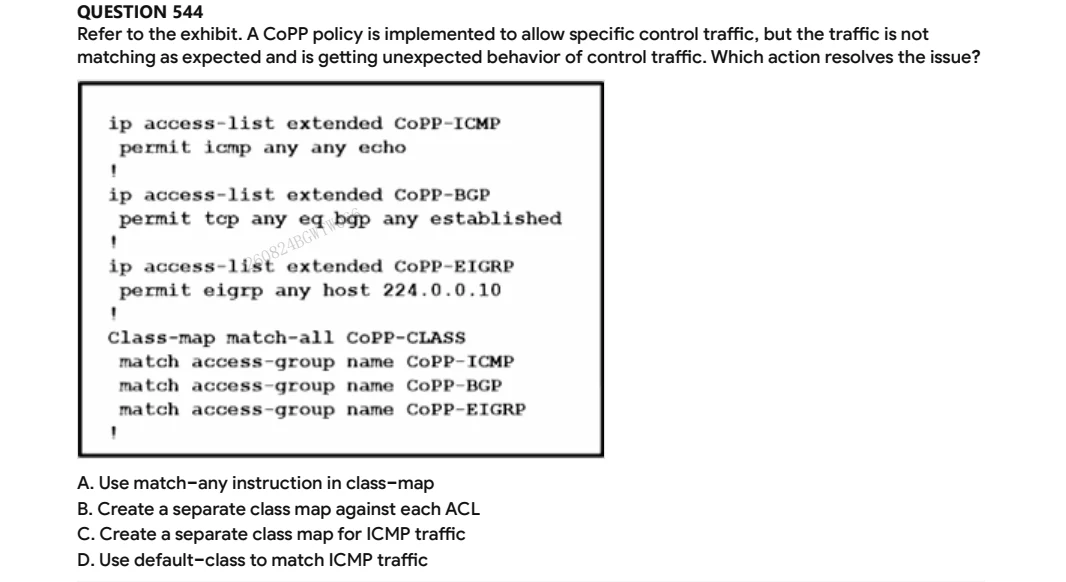 QUESTION 544
Refer to the exhibit. A CoPP policy is implemented to allow specific control traffic, but the traffic is not
matching as expected and is getting unexpected behavior of control traffic. Which action resolves the issue?
ip access-list extended CoPP-ICMP
permit icmp any any echo
!
ip access-list extended CoPP-BGP
permit tcp any eq bgp any established
!
ip access-list extended CoPP-EIGRP
permit eigrp any host 224.0.0.10
!
Class-map match-all CoPP-CLASS
match access-group name CoPP-ICMP
match access-group name CoPP-BGP
match access-group name CoPP-EIGRP
!
A. Use match-any instruction in class-map
B. Create a separate class map against each ACL
C. Create a separate class map for ICMP traffic
D. Use default-class to match ICMP traffic